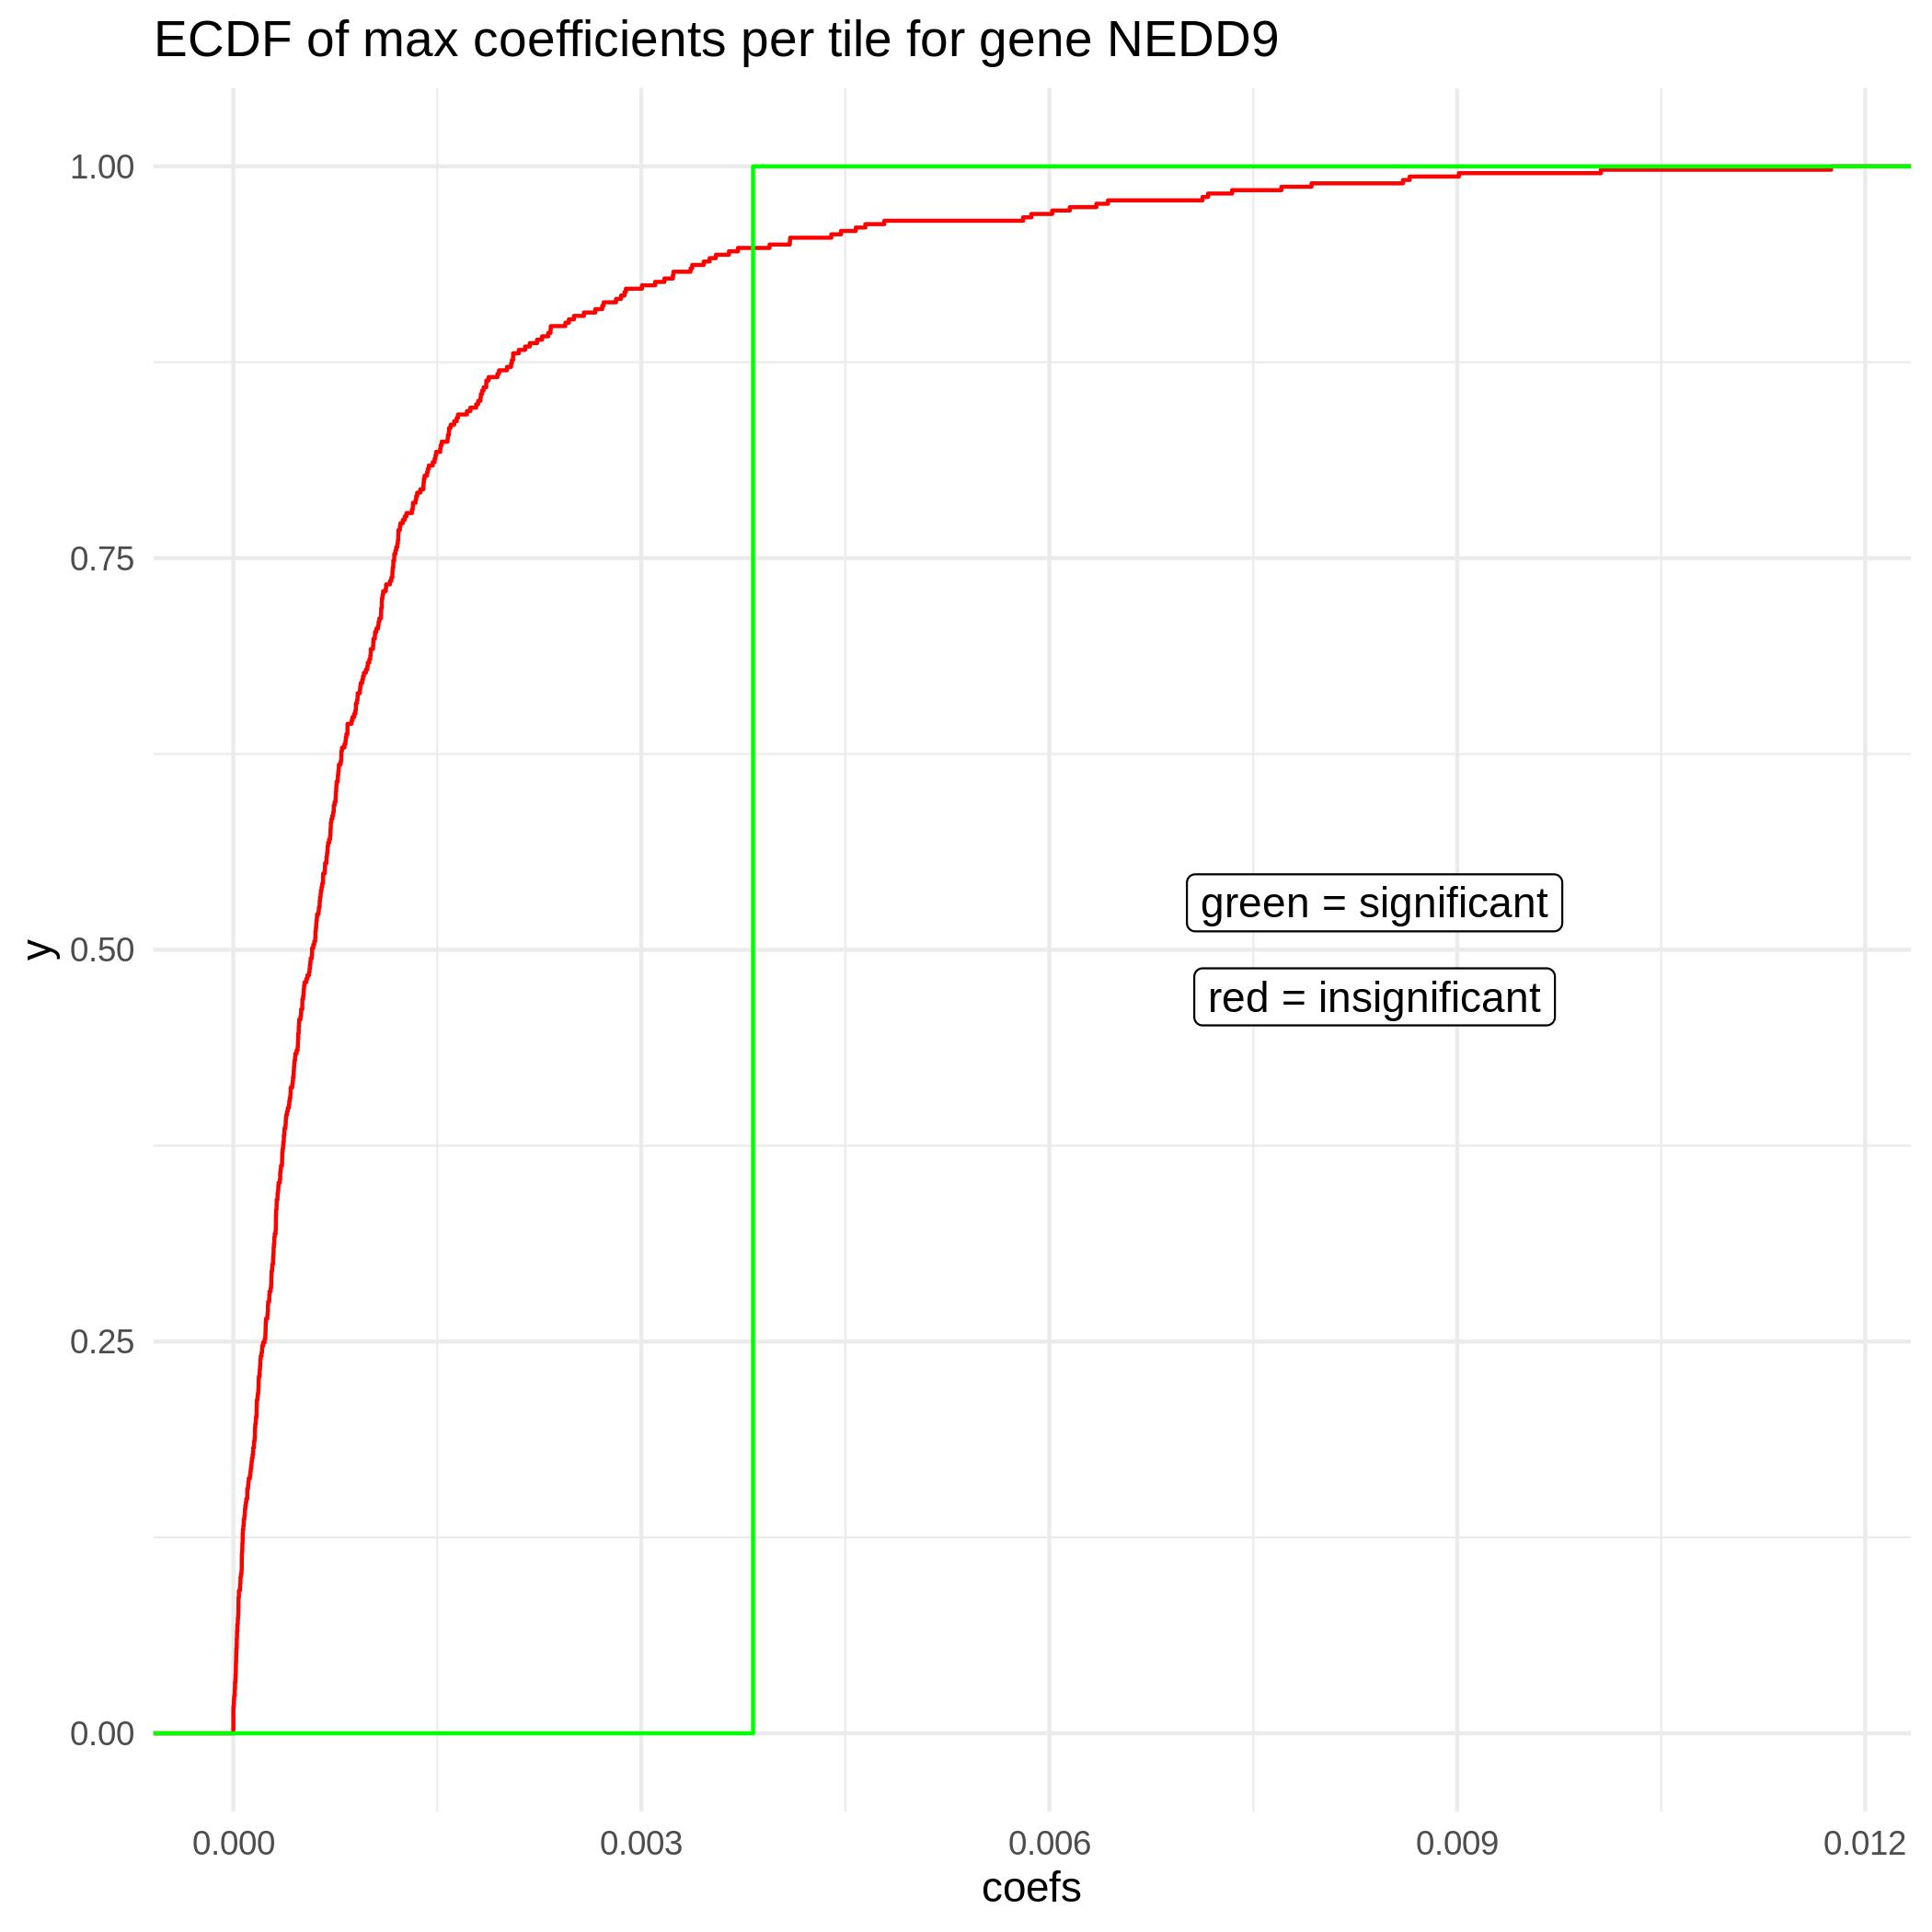 ECDF of max coefficients per tile for gene NEDD9
1.00
0.75
0.50
0.25
0.00
y
green = significant
red = insignificant
0.000
0.003
0.006
0.009
0.012
coefs